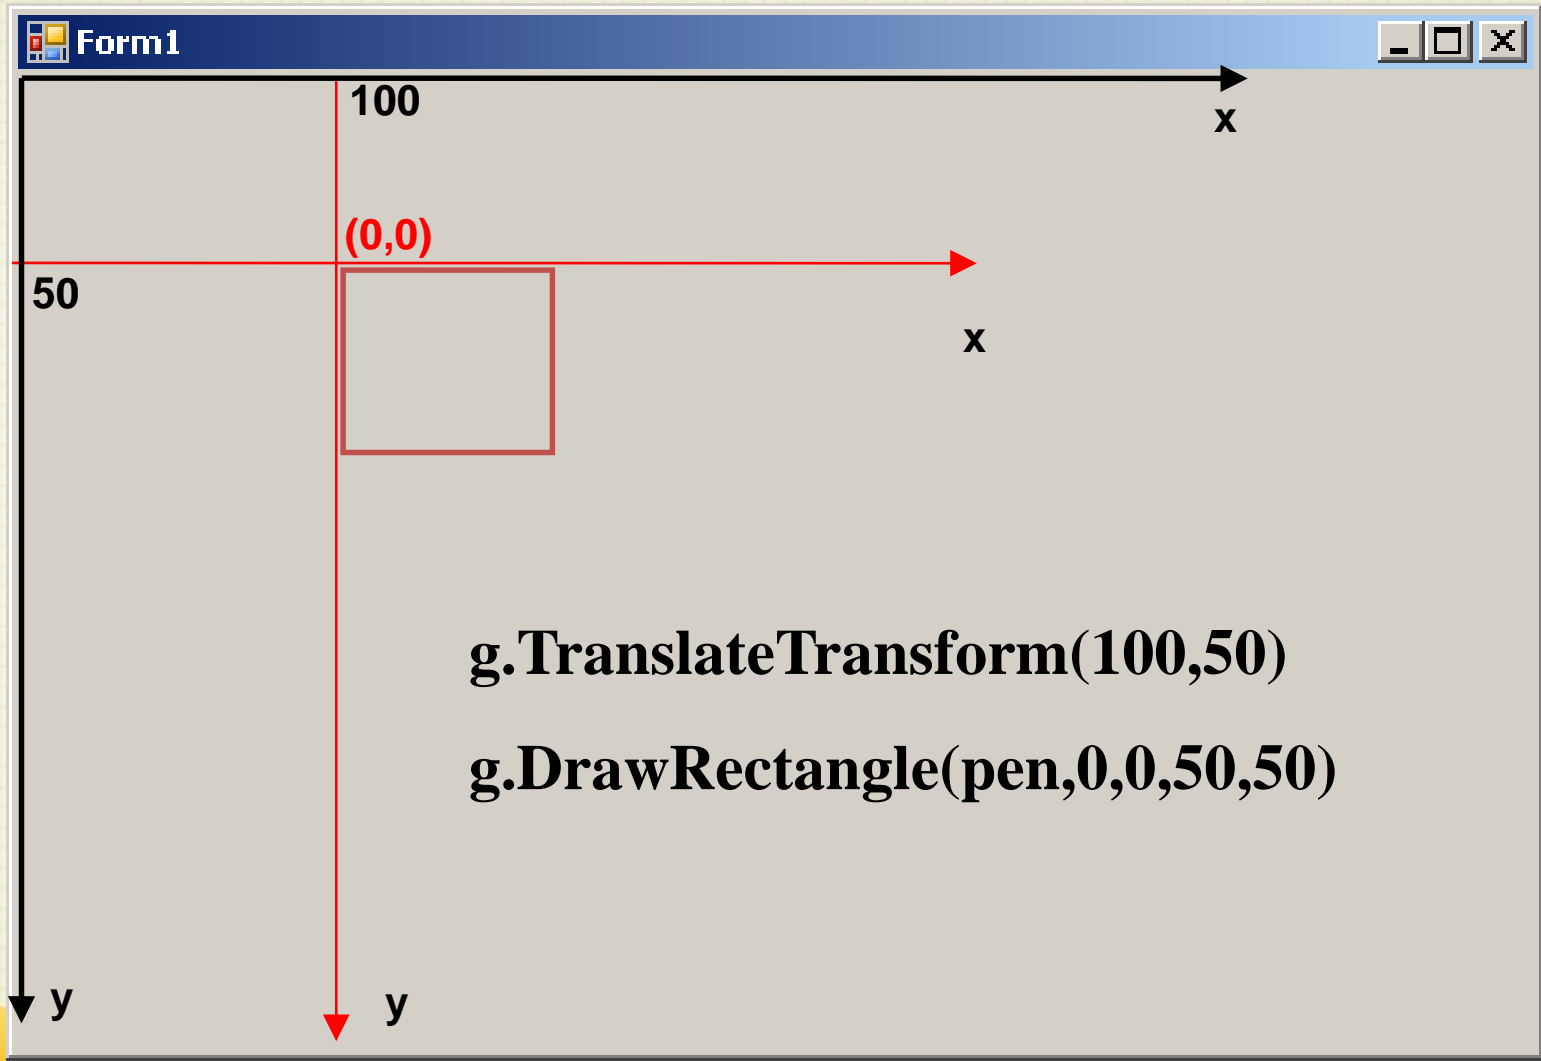 Form1
100
x
(0,0)
50
x
g.TranslateTransform(100,50)
g.DrawRectangle(pen,0,0,50,50)
y
y